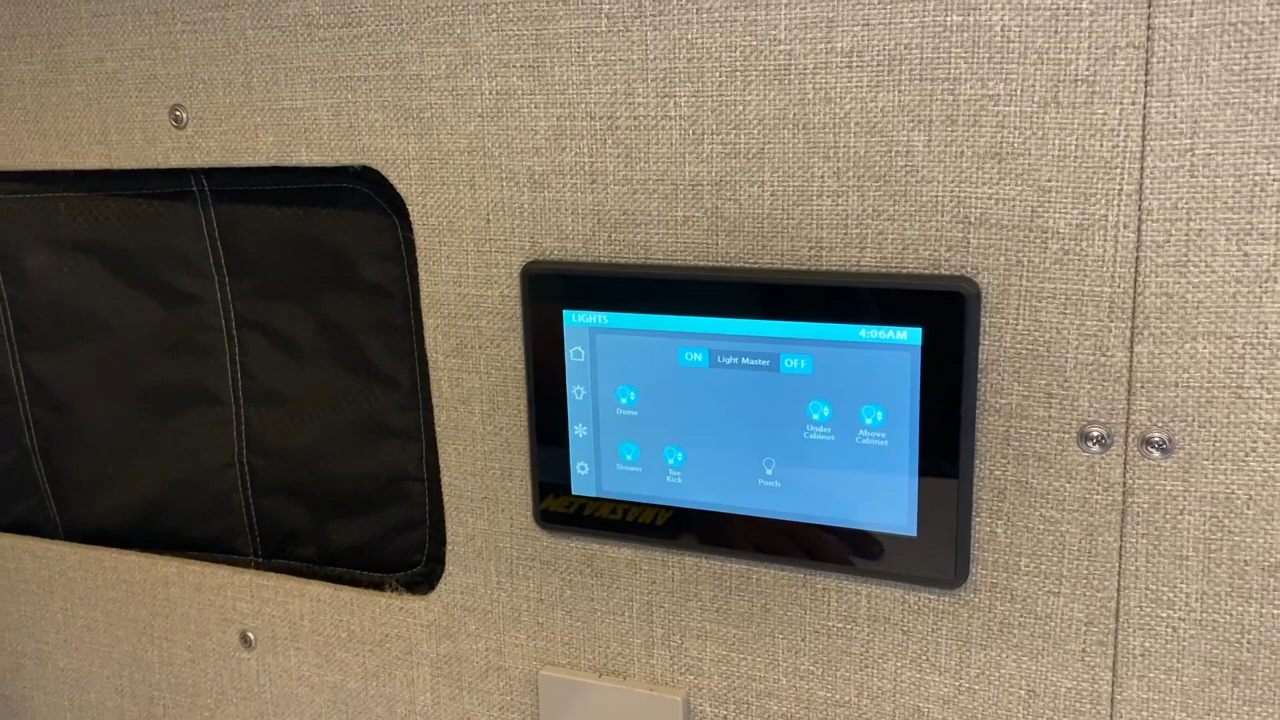 LIGHTS
4:06AM
ON Light Master OFF
Dome
Under
Cabinet
Above
Cabinet
Shower
Toe
Kick
Porch